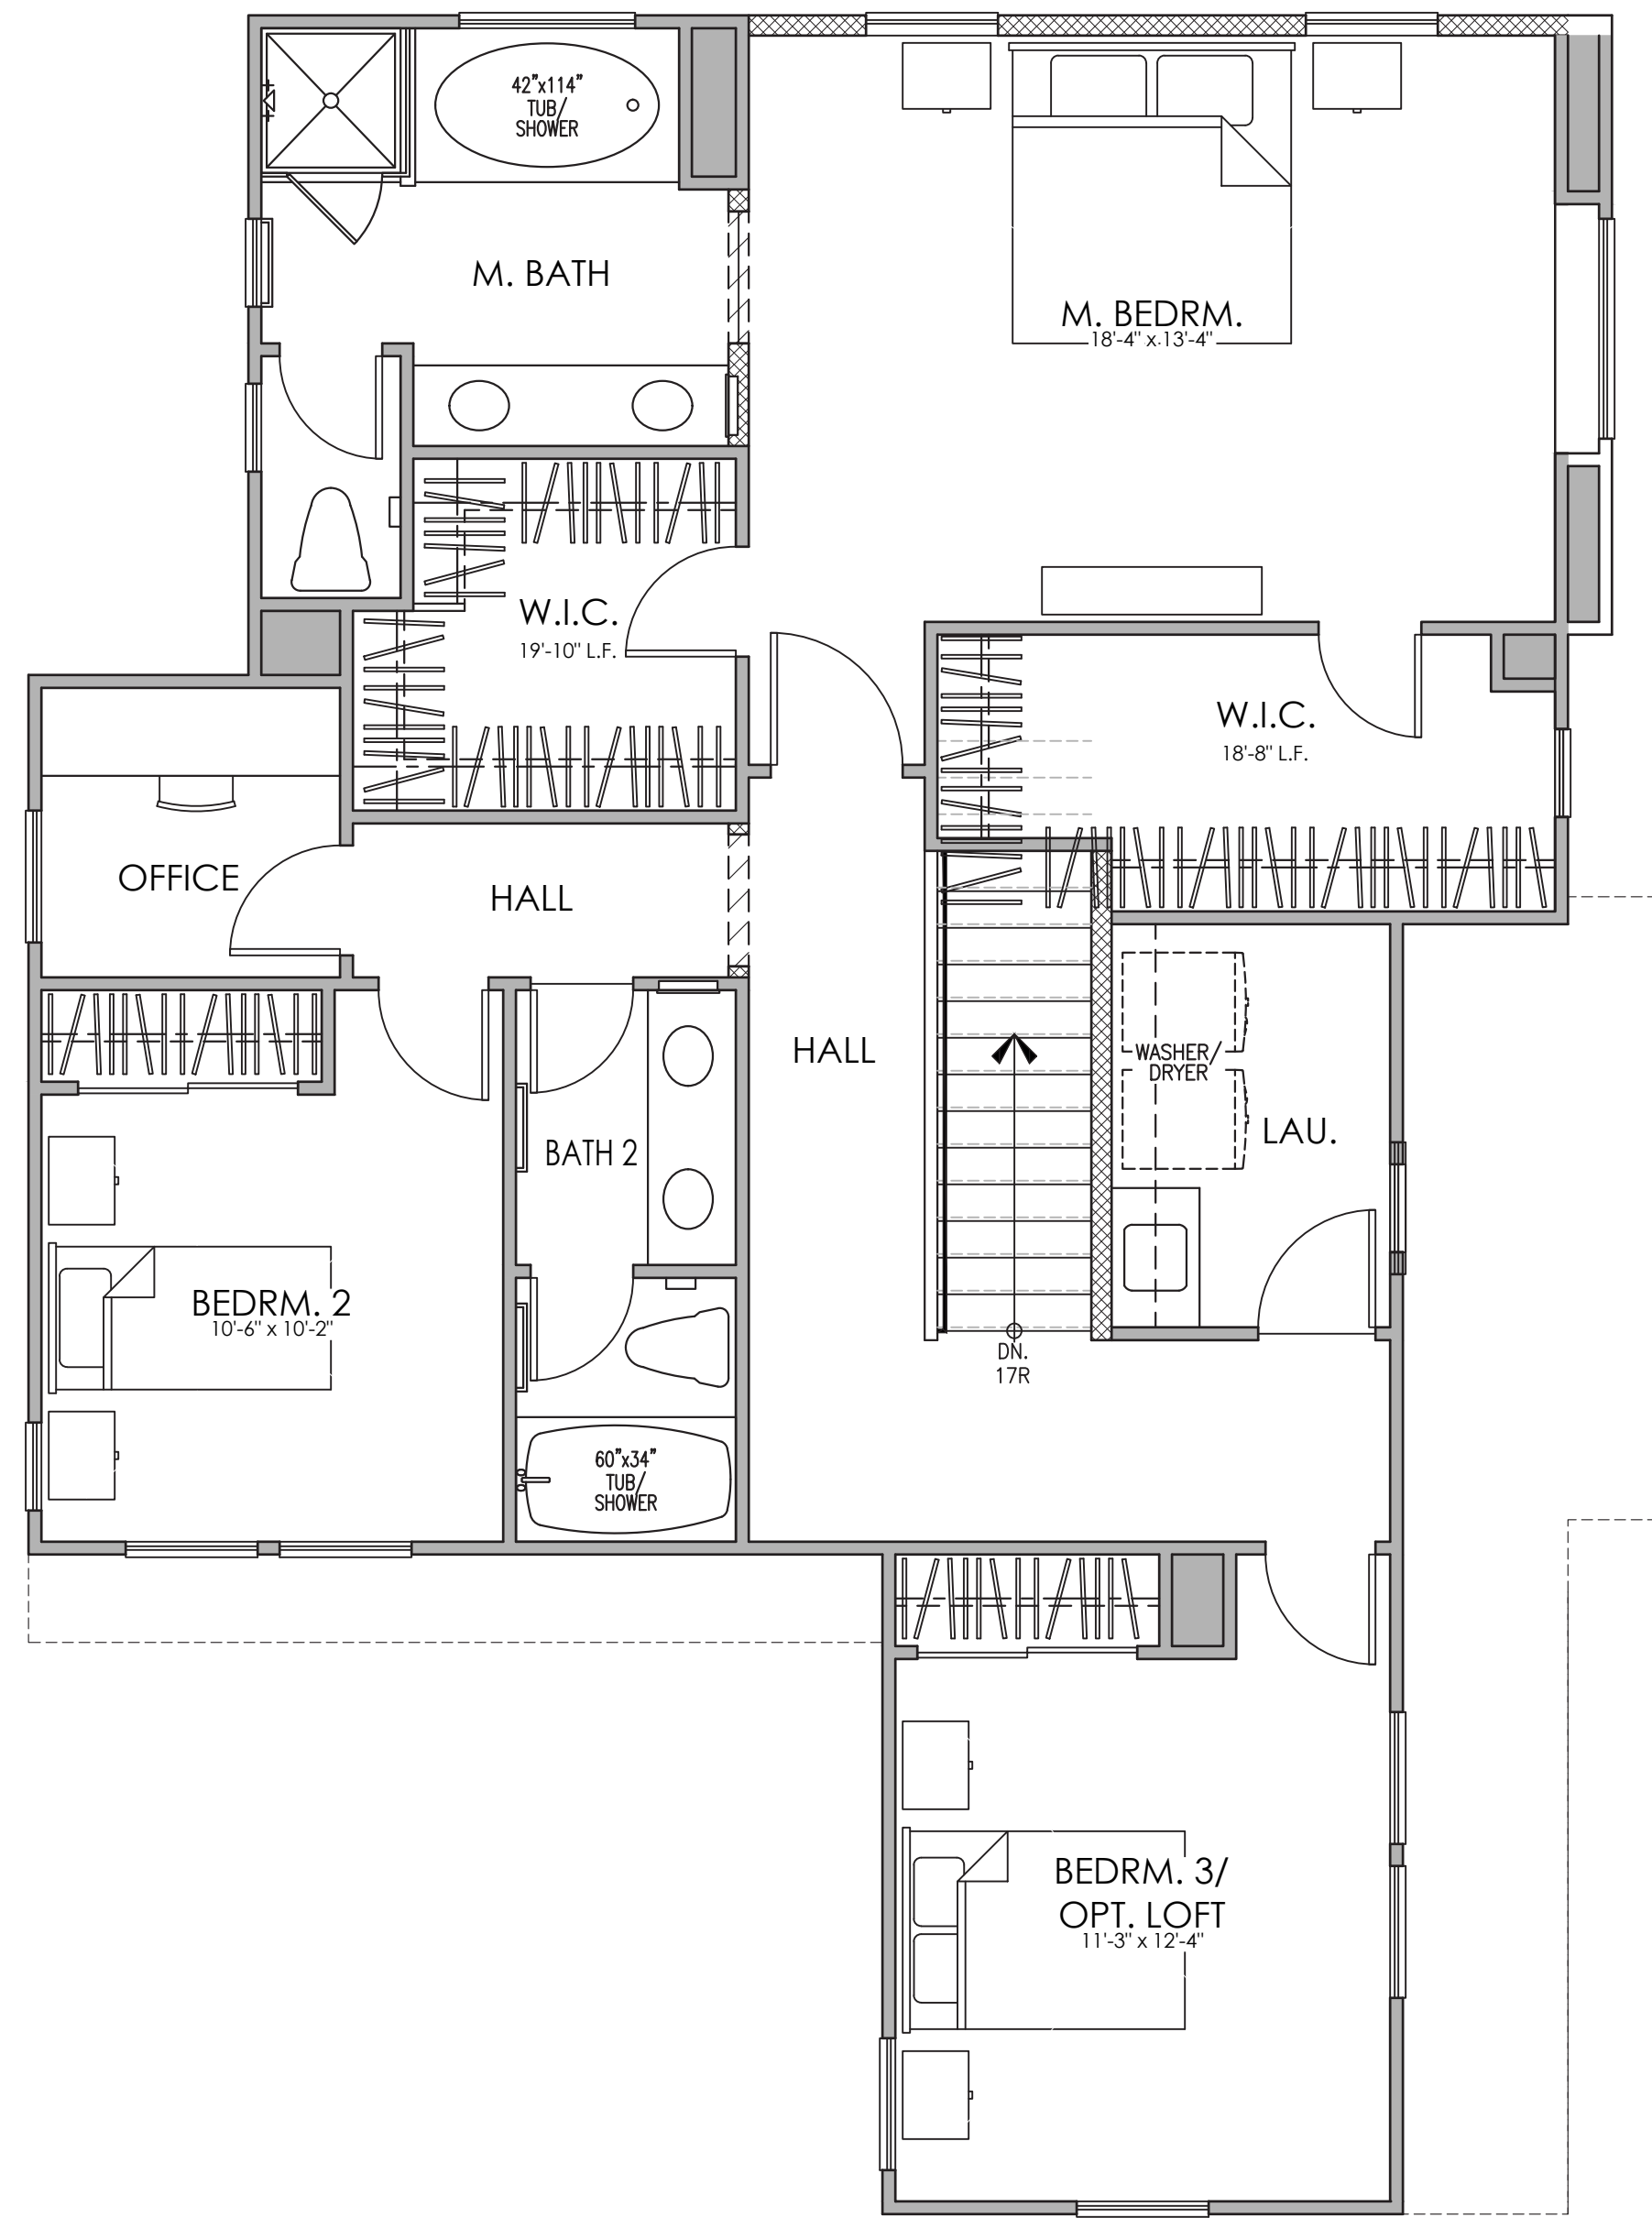 42"x114"
TUB/
SHOWER
M. BATH
M. BEDRM.
18'-4" x 13'-4"
W.I.C.
19'-10" L.F.
W.I.C.
18'-8" L.F.
OFFICE
HALL
HALL
WASHER/
DRYER
LAU.
BATH 2
BEDRM. 2
10'-6" x 10'-2"
DN.
17R
60"x34"
TUB/
SHOWER
BEDRM. 3/
OPT. LOFT
11'-3" x 12'-4"